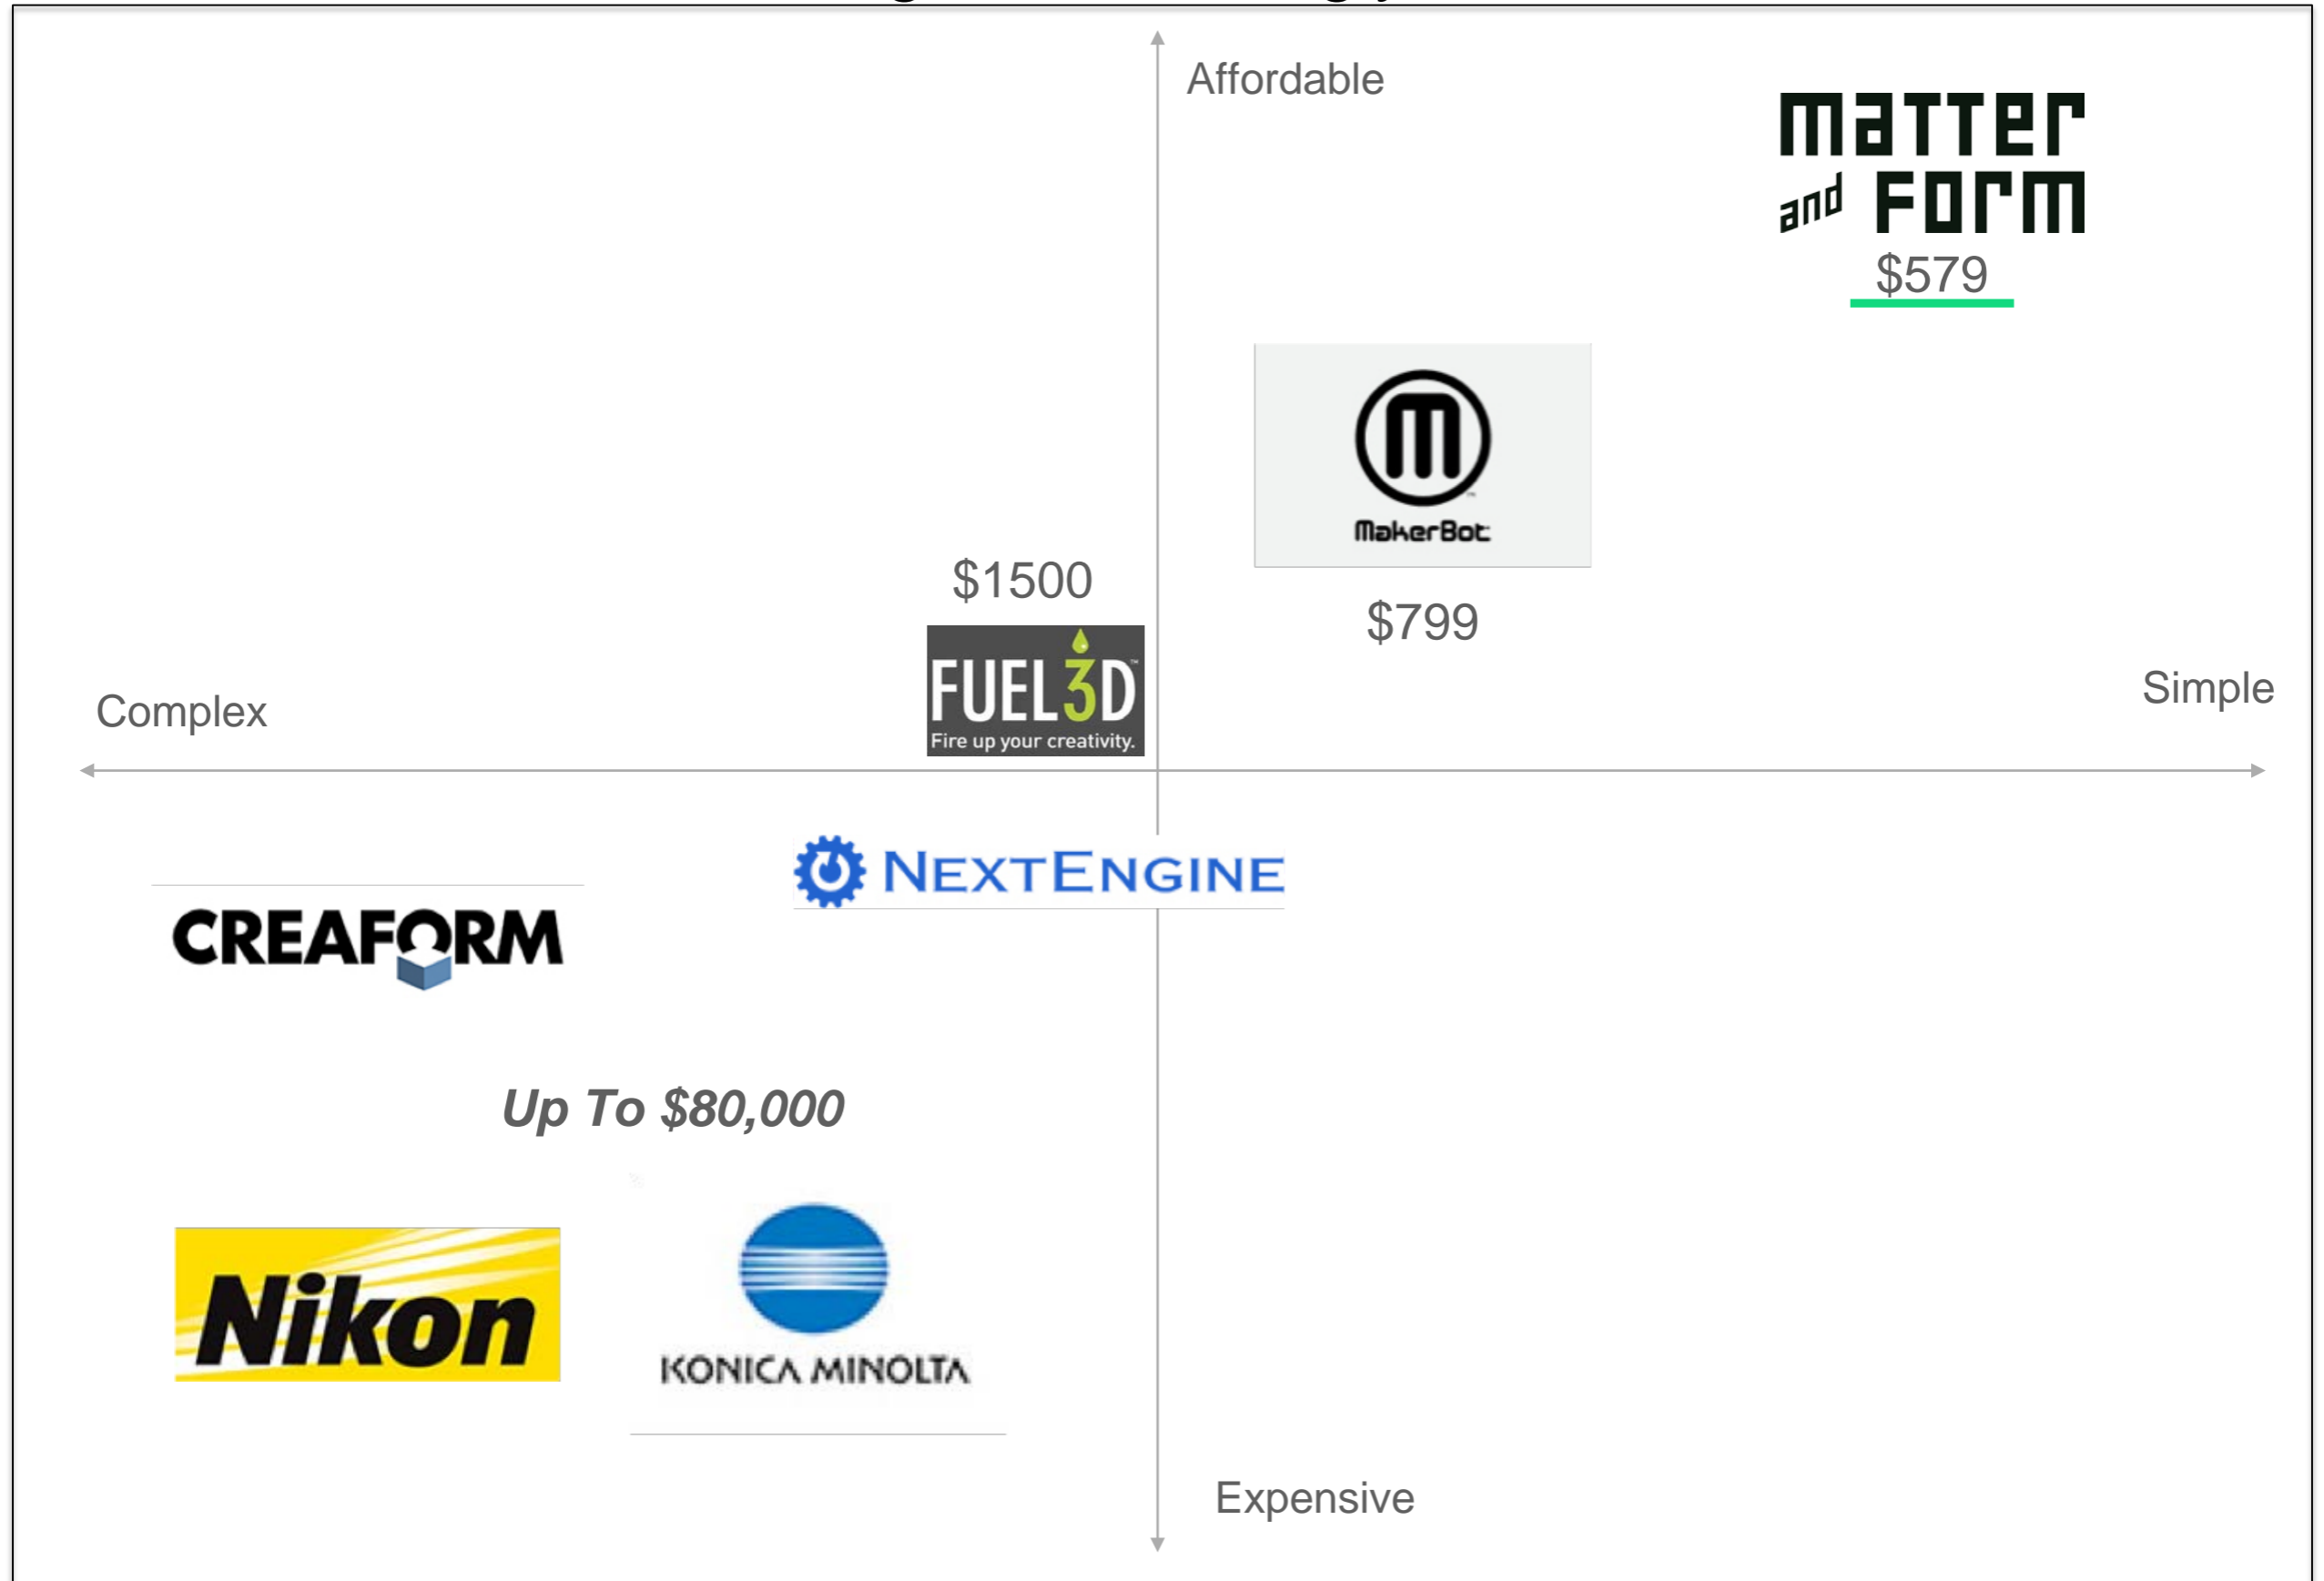 Affordable
matter
and Form
$579
MakerBot
$799
$1500
FUEL3D™
Fire up your creativity.
Complex
Simple
NEXTENGINE
CREAFORM
Up To $80,000
Nikon
KONICA MINOLTA
Expensive